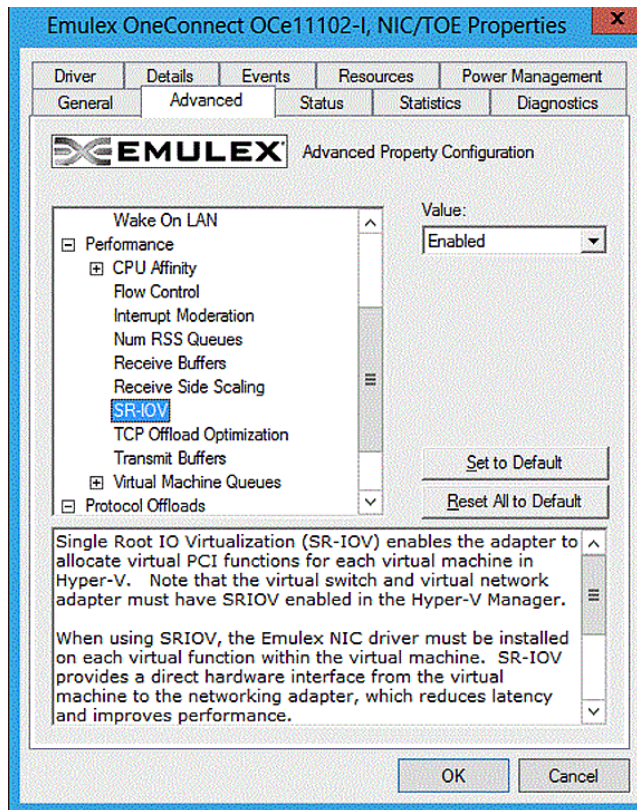 Emulex OneConnect OCe11102-I, NIC/TOE Properties
x
Driver Details Events Resources Power Management
General Advanced Status Statistics Diagnostics
EMULEX Advanced Property Configuration
Wake On LAN
Performance
CPU Affinity
Flow Control
Interrupt Moderation
Num RSS Queues
Receive Buffers
Receive Side Scaling
SR-IOV
TCP Offload Optimization
Transmit Buffers
Virtual Machine Queues
Protocol Offloads
Value:
Enabled
Set to Default
Reset All to Default
Single Root IO Virtualization (SR-IOV) enables the adapter to
allocate virtual PCI functions for each virtual machine in
Hyper-V. Note that the virtual switch and virtual network
adapter must have SRIOV enabled in the Hyper-V Manager.
When using SRIOV, the Emulex NIC driver must be installed
on each virtual function within the virtual machine. SR-IOV
provides a direct hardware interface from the virtual
machine to the networking adapter, which reduces latency
and improves performance.
OK Cancel